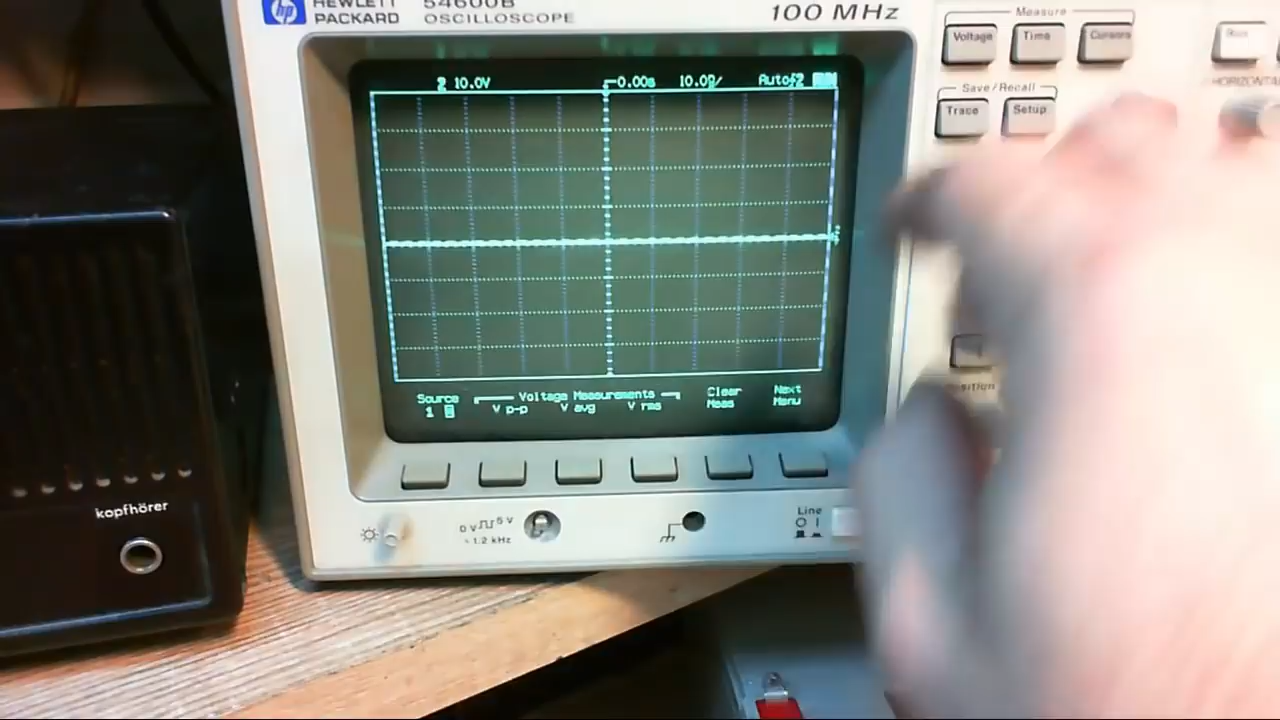 hp HEWLETT PACKARD
54600B OSCILLOSCOPE
100 MHz
Measure
Voltage Time Cursors
Save/Recall
Trace Setup
HORIZONTA
2 10.0V 0.00s Auto
Source
1 2
Voltage Measurements
V p-p V avg V rms
Clear Meas
Next Menu
0 V 5 V
≈ 1.2 kHz
Line
kopfhörer